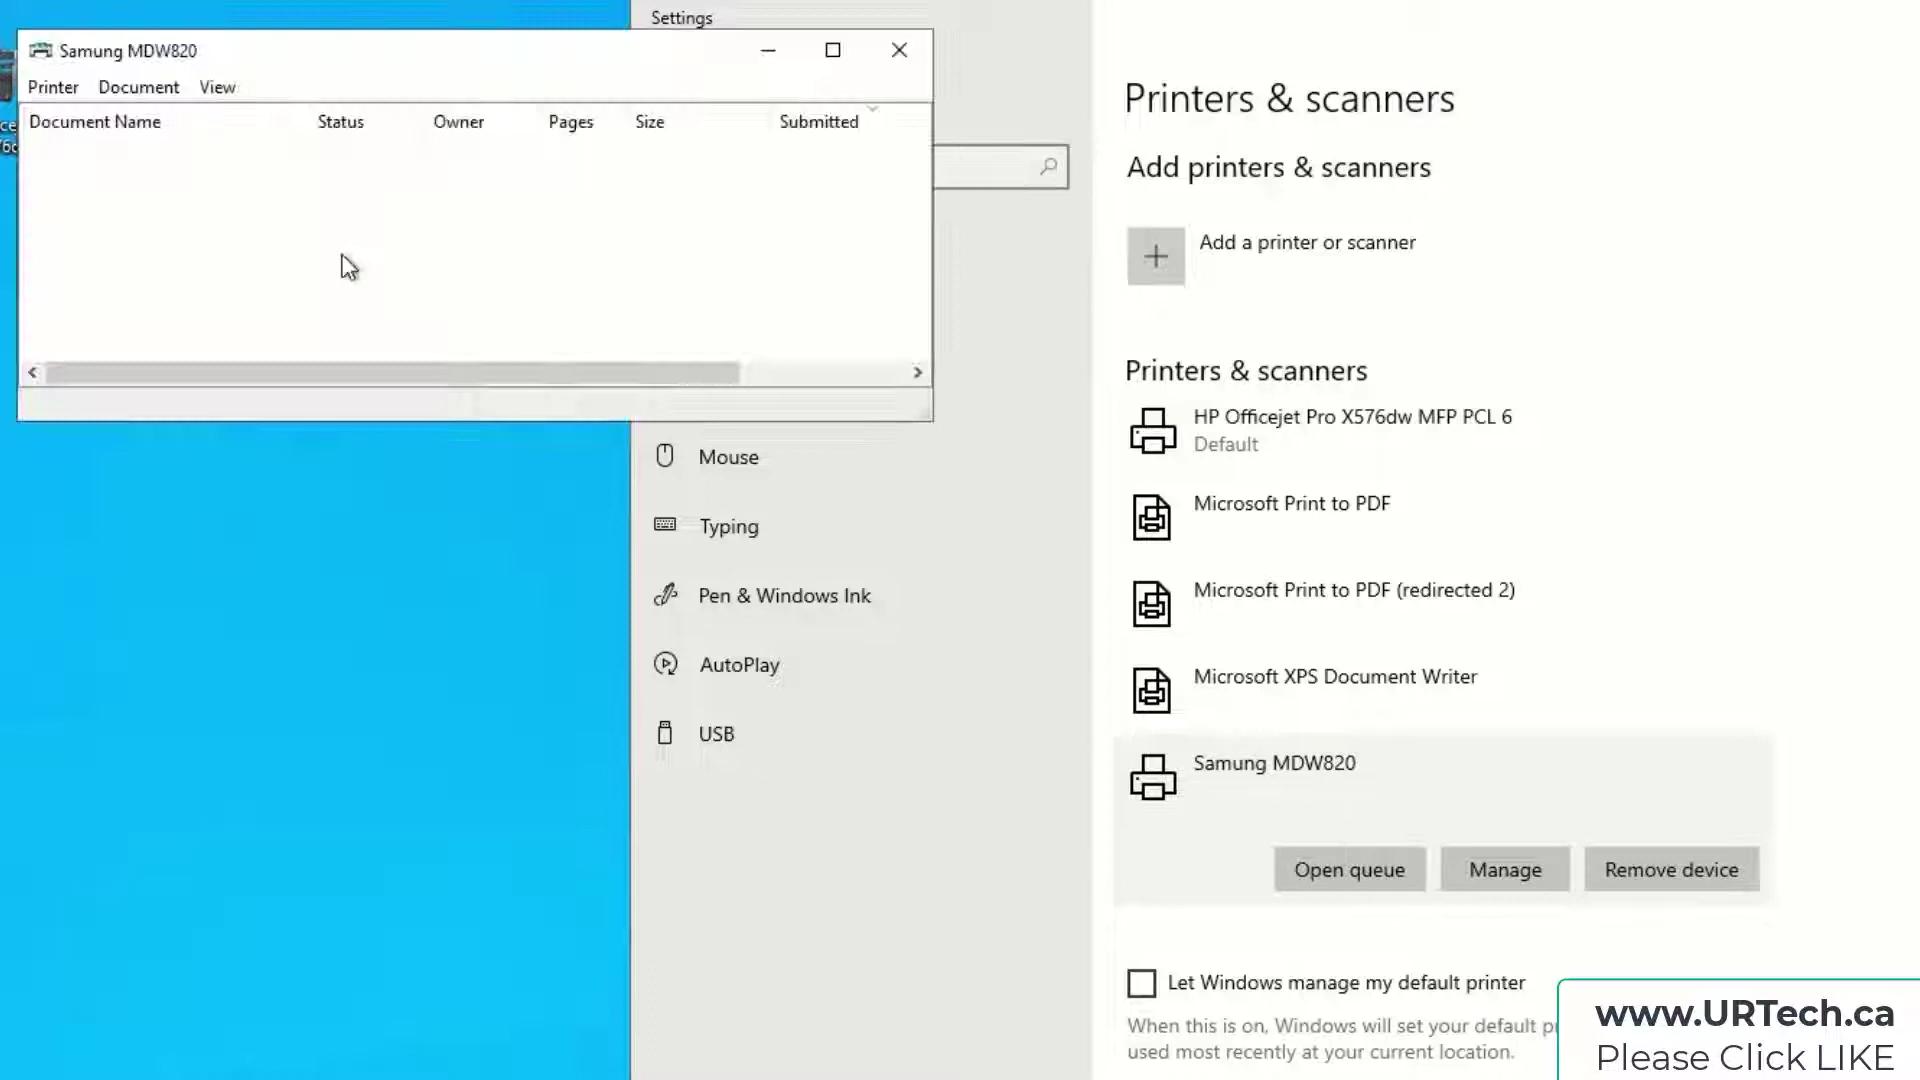 Settings
Samung MDW820
Printer Document View
Document Name Status Owner Pages Size Submitted
Mouse
Typing
Pen & Windows Ink
AutoPlay
USB
Printers & scanners
Add printers & scanners
Add a printer or scanner
Printers & scanners
HP Officejet Pro X576dw MFP PCL 6
Default
Microsoft Print to PDF
Microsoft Print to PDF (redirected 2)
Microsoft XPS Document Writer
Samung MDW820
Open queue Manage Remove device
Let Windows manage my default printer
When this is on, Windows will set your default
used most recently at your current location.
www.URTech.ca
Please Click LIKE